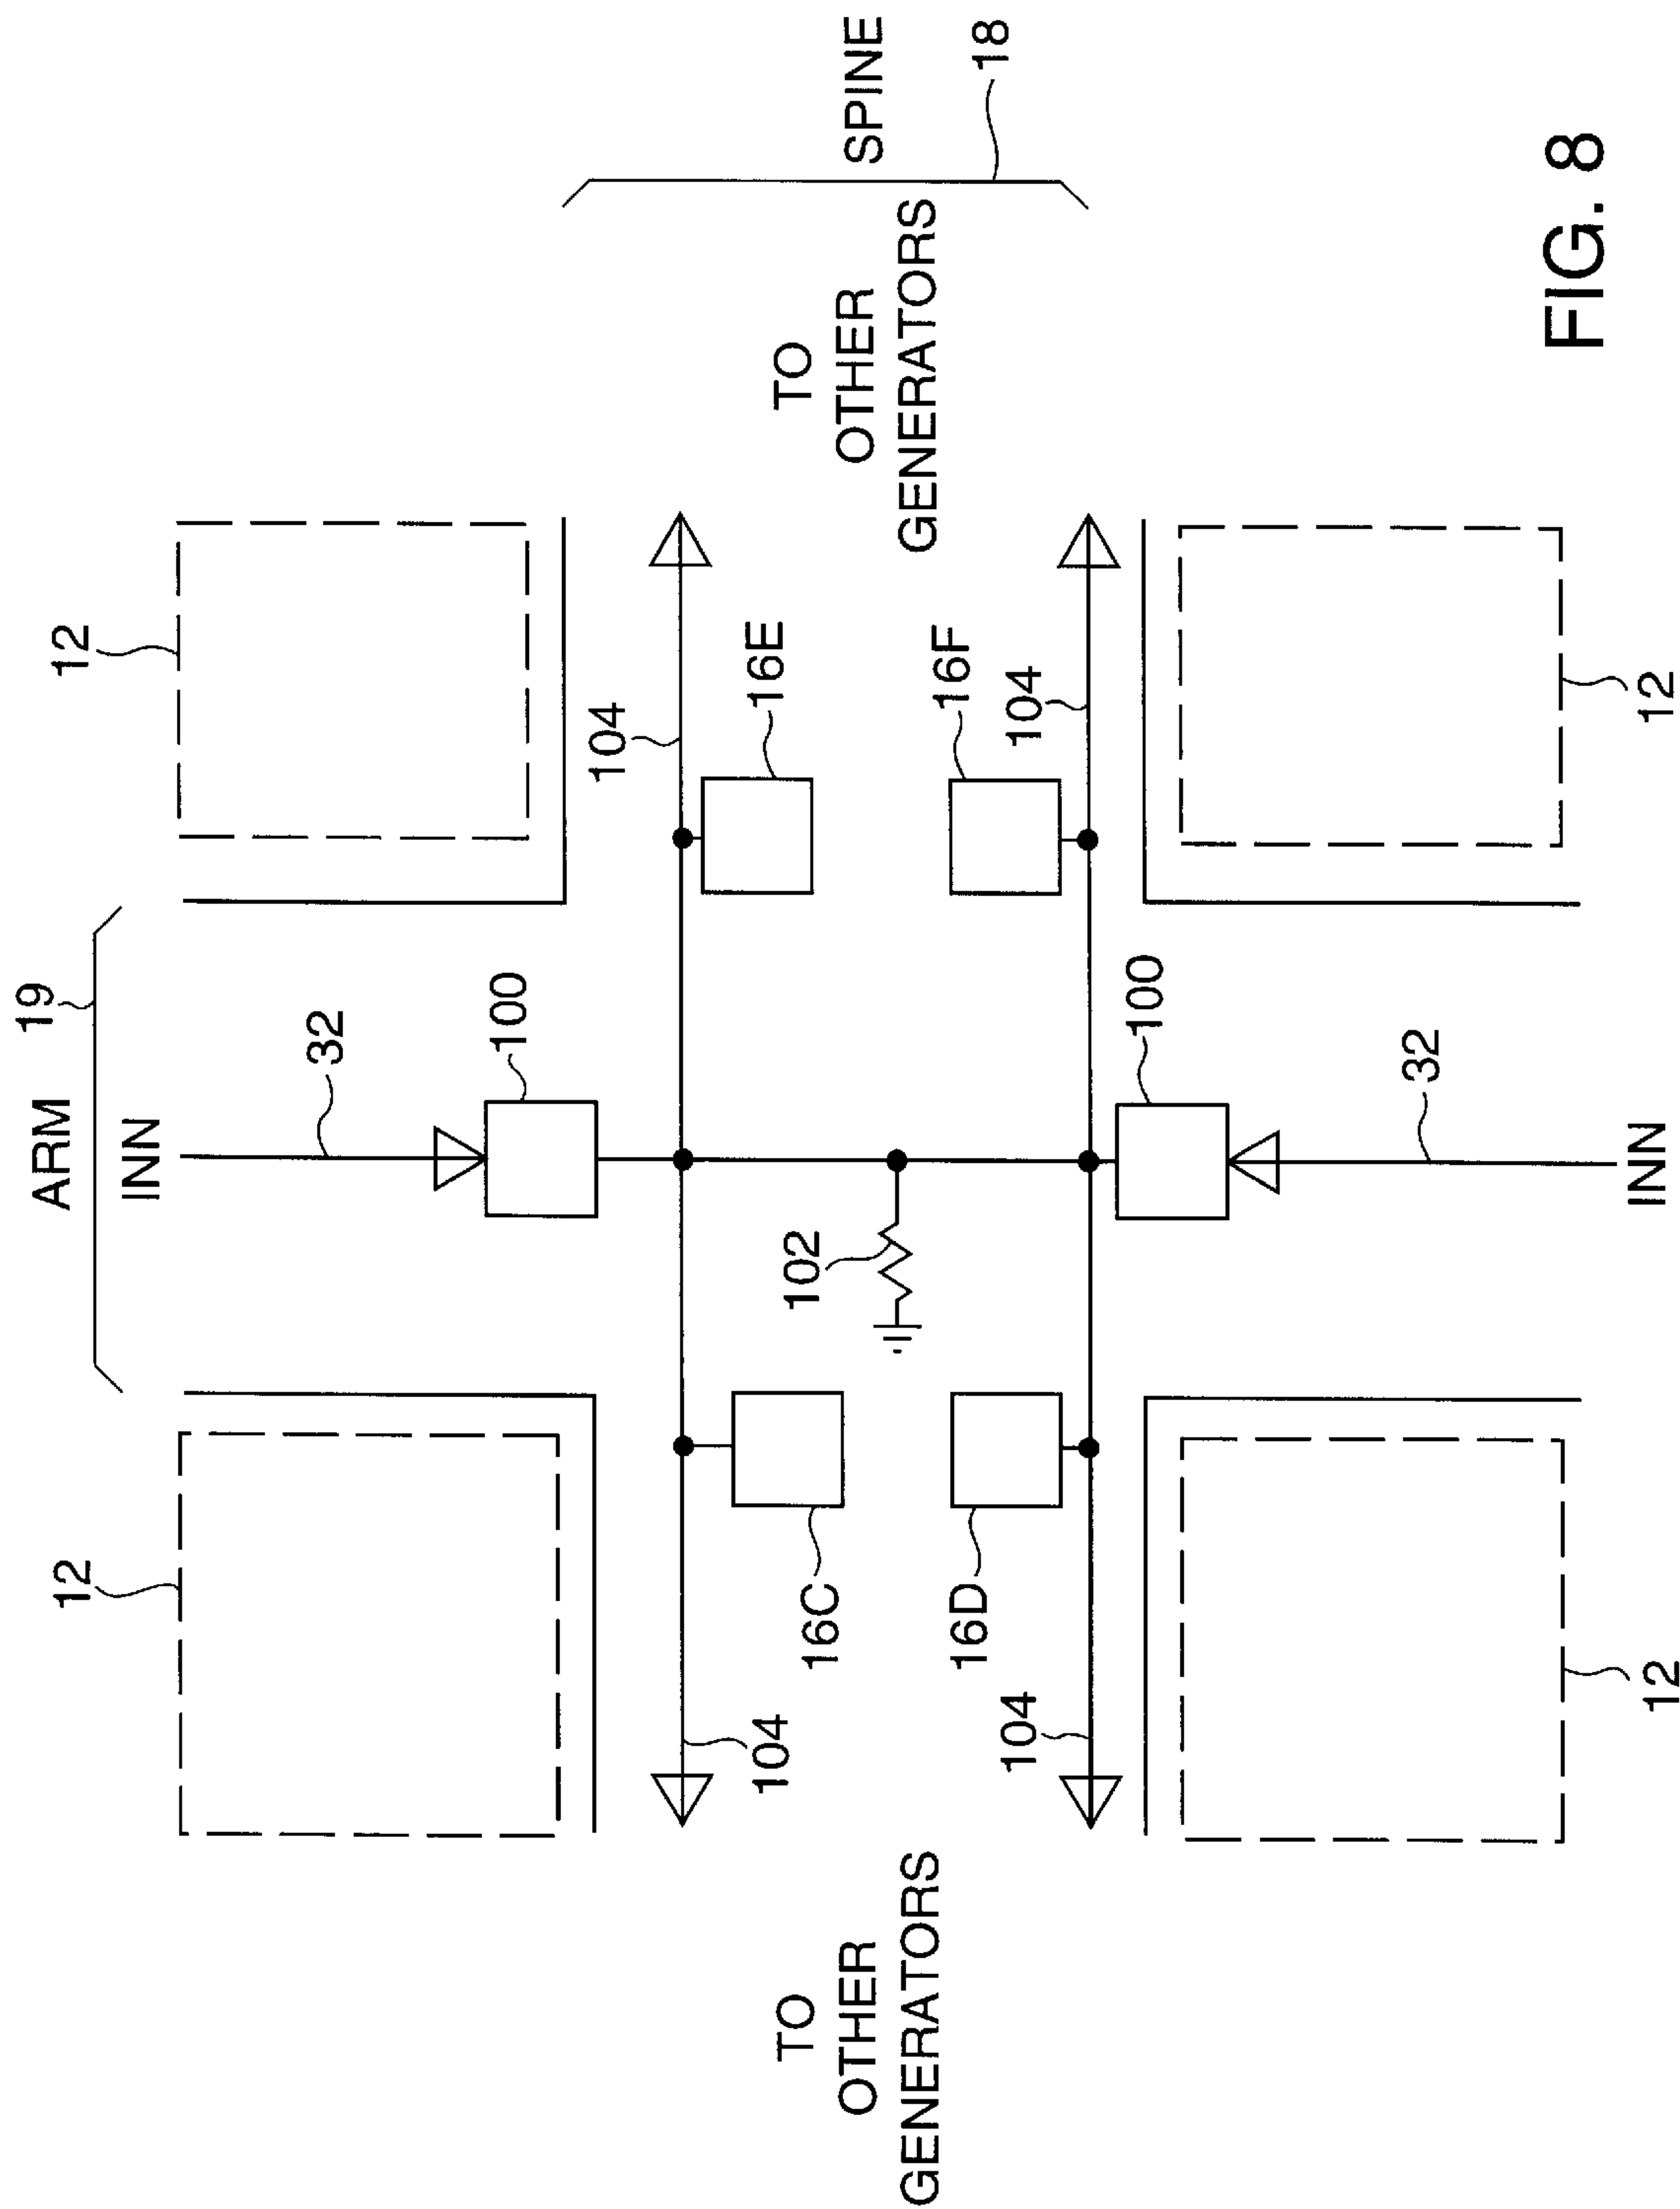 19
ARM
12
12
INN
32
100
104
104
16E
TO
OTHER
GENERATORS
16C
102
TO
OTHER
GENERATORS
SPINE
18
16D
16F
104
104
100
32
FIG. 8
12
INN
12